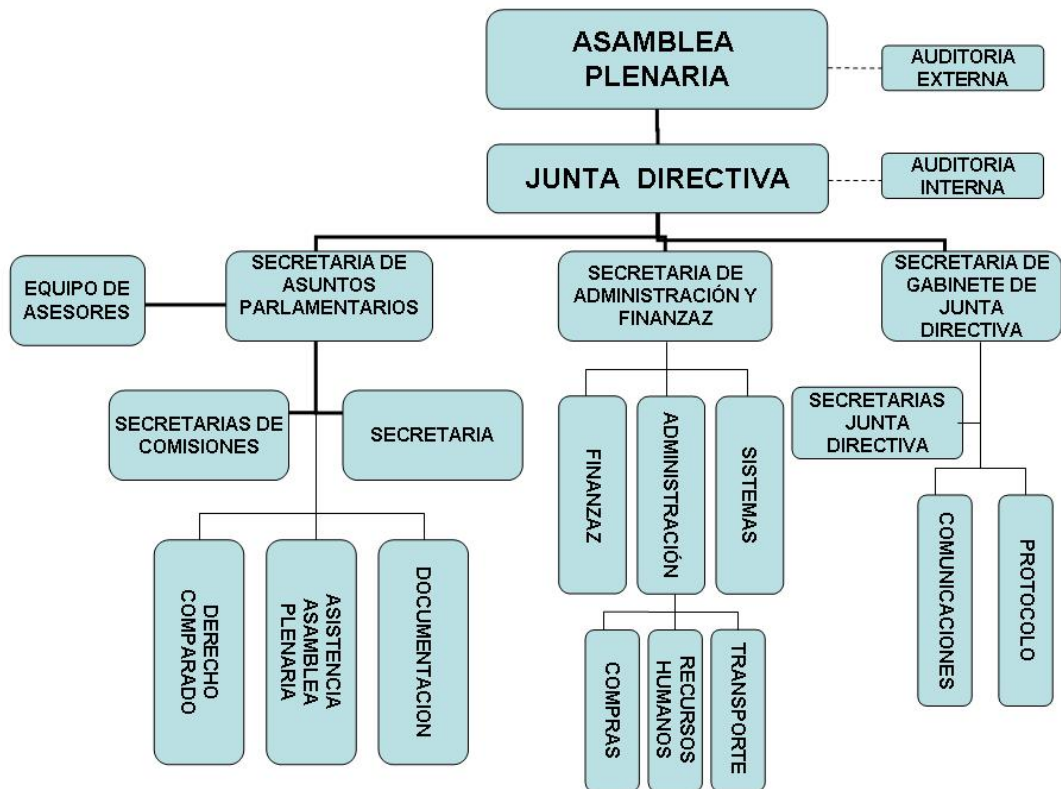 ASAMBLEA
PLENARIA
AUDITORIA
EXTERNA
JUNTA DIRECTIVA
AUDITORIA
INTERNA
EQUIPO DE
ASESORES
SECRETARIA DE
ASUNTOS
PARLAMENTARIOS
SECRETARIA DE
ADMINISTRACIÓN Y
FINANZAZ
SECRETARIA DE
GABINETE DE
JUNTA
DIRECTIVA
SECRETARIAS DE
COMISIONES
SECRETARIA
FINANZAZ
ADMINISTRACIÓN
SISTEMAS
SECRETARIAS
JUNTA
DIRECTIVA
COMUNICACIONES
PROTOCOLO
DERECHO
COMPARADO
ASISTENCIA
ASAMBLEA
PLENARIA
DOCUMENTACION
COMPRAS
RECURSOS
HUMANOS
TRANSPORTE